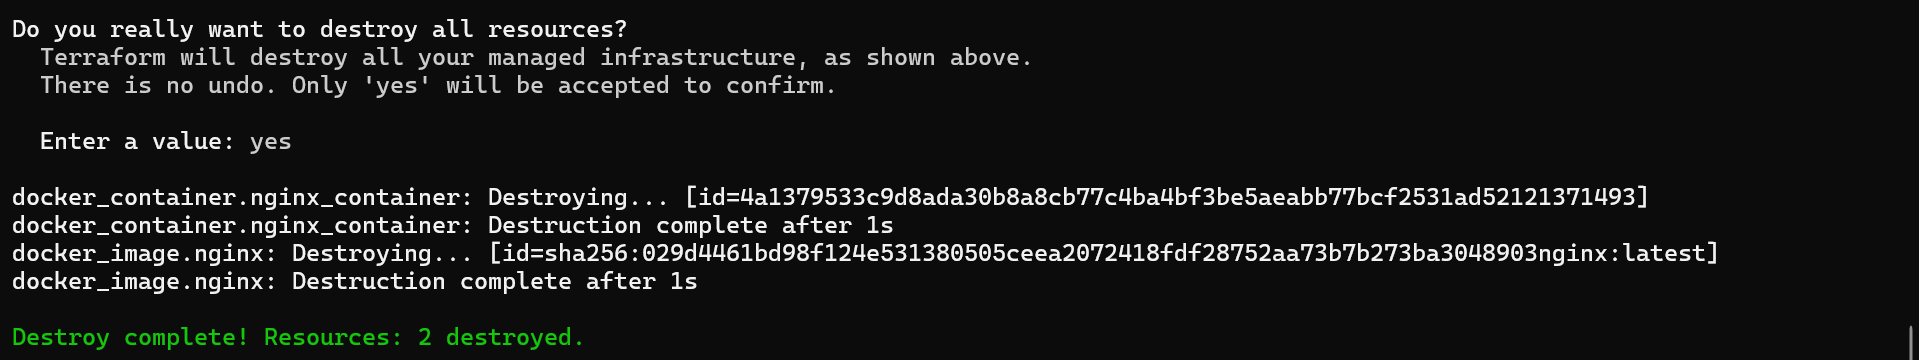 Do you really want to destroy all resources?
Terraform will destroy all your managed infrastructure, as shown above.
There is no undo. Only 'yes' will be accepted to confirm.
Enter a value: yes
docker_container.nginx_container: Destroying... [id=4a1379533c9d8ada30b8a8cb77c4ba4bf3be5aeabb77bcf2531ad52121371493]
docker_container.nginx_container: Destruction complete after 1s
docker_image.nginx: Destroying... [id=sha256:029d4461bd98f124e531380505ceea2072418fdf28752aa73b7b273ba3048903nginx:latest]
docker_image.nginx: Destruction complete after 1s
Destroy complete! Resources: 2 destroyed.